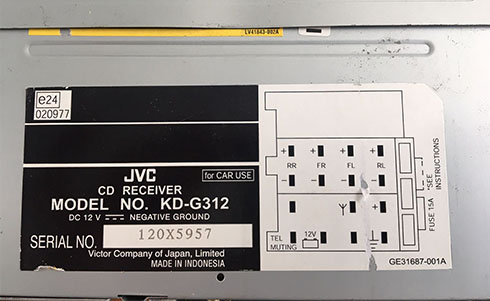 LV41843-802A
e24
020977
JVC
for CAR USE
CD RECEIVER
MODEL NO. KD-G312
DC 12 V NEGATIVE GROUND
SERIAL NO. 120X5957
Victor Company of Japan, Limited
MADE IN INDONESIA
+ + + +
RR FR FL RL
- - - -
+
TEL MUTING
12V
*SEE INSTRUCTIONS
FUSE 15A
GE31687-001A